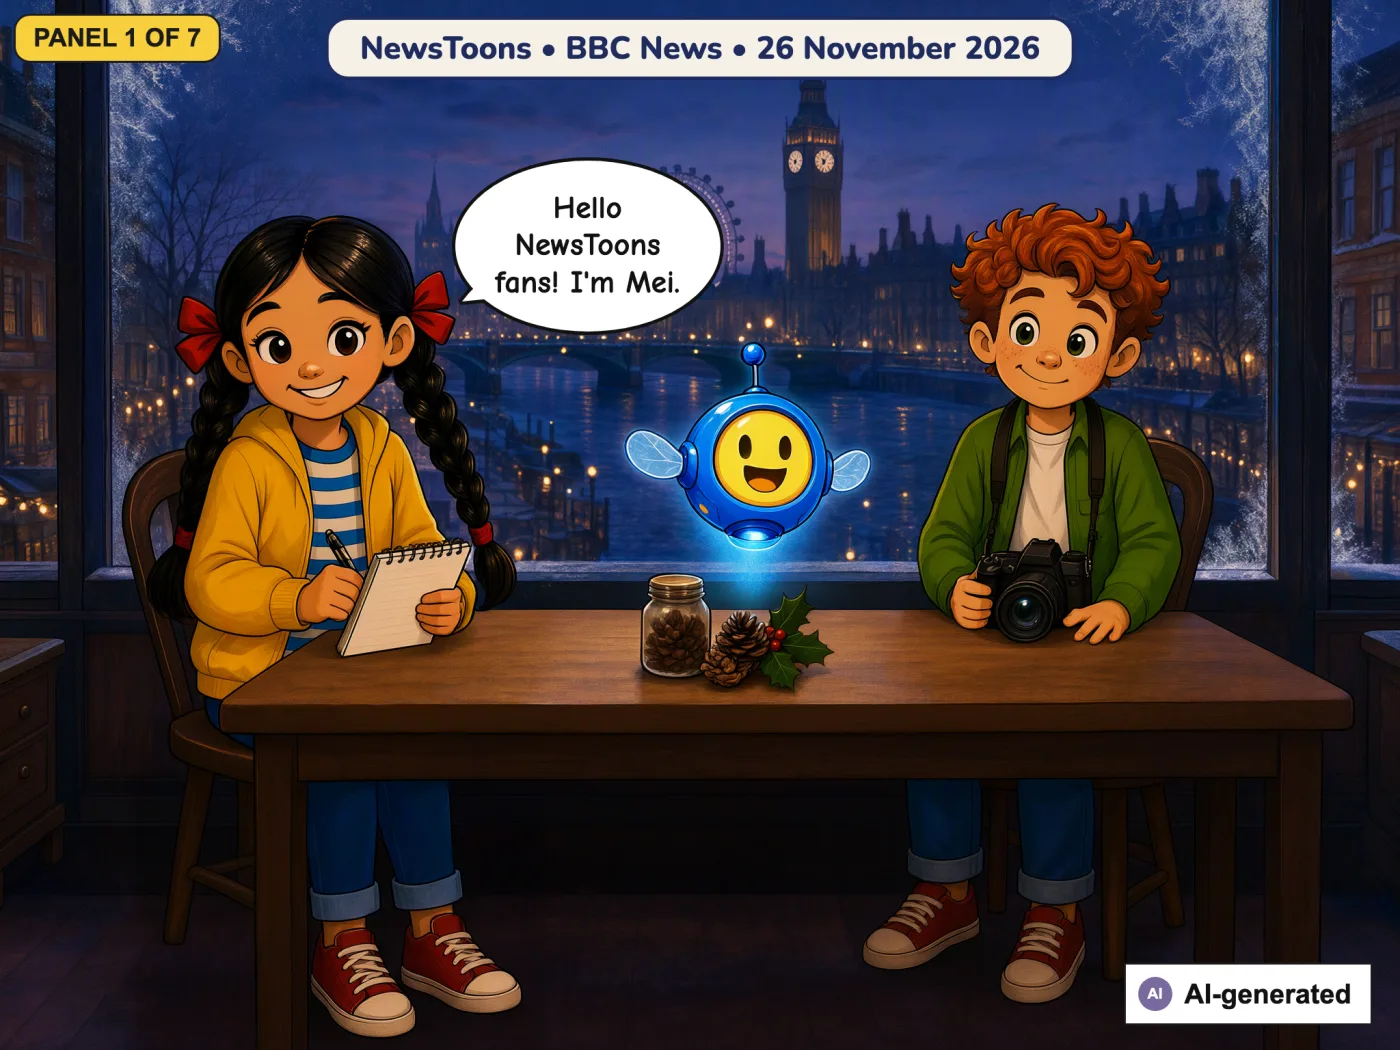 PANEL 1 OF 7
NewsToons • BBC News • 26 November 2026
Hello
NewsToons
fans! I'm Mei.
AI AI-generated